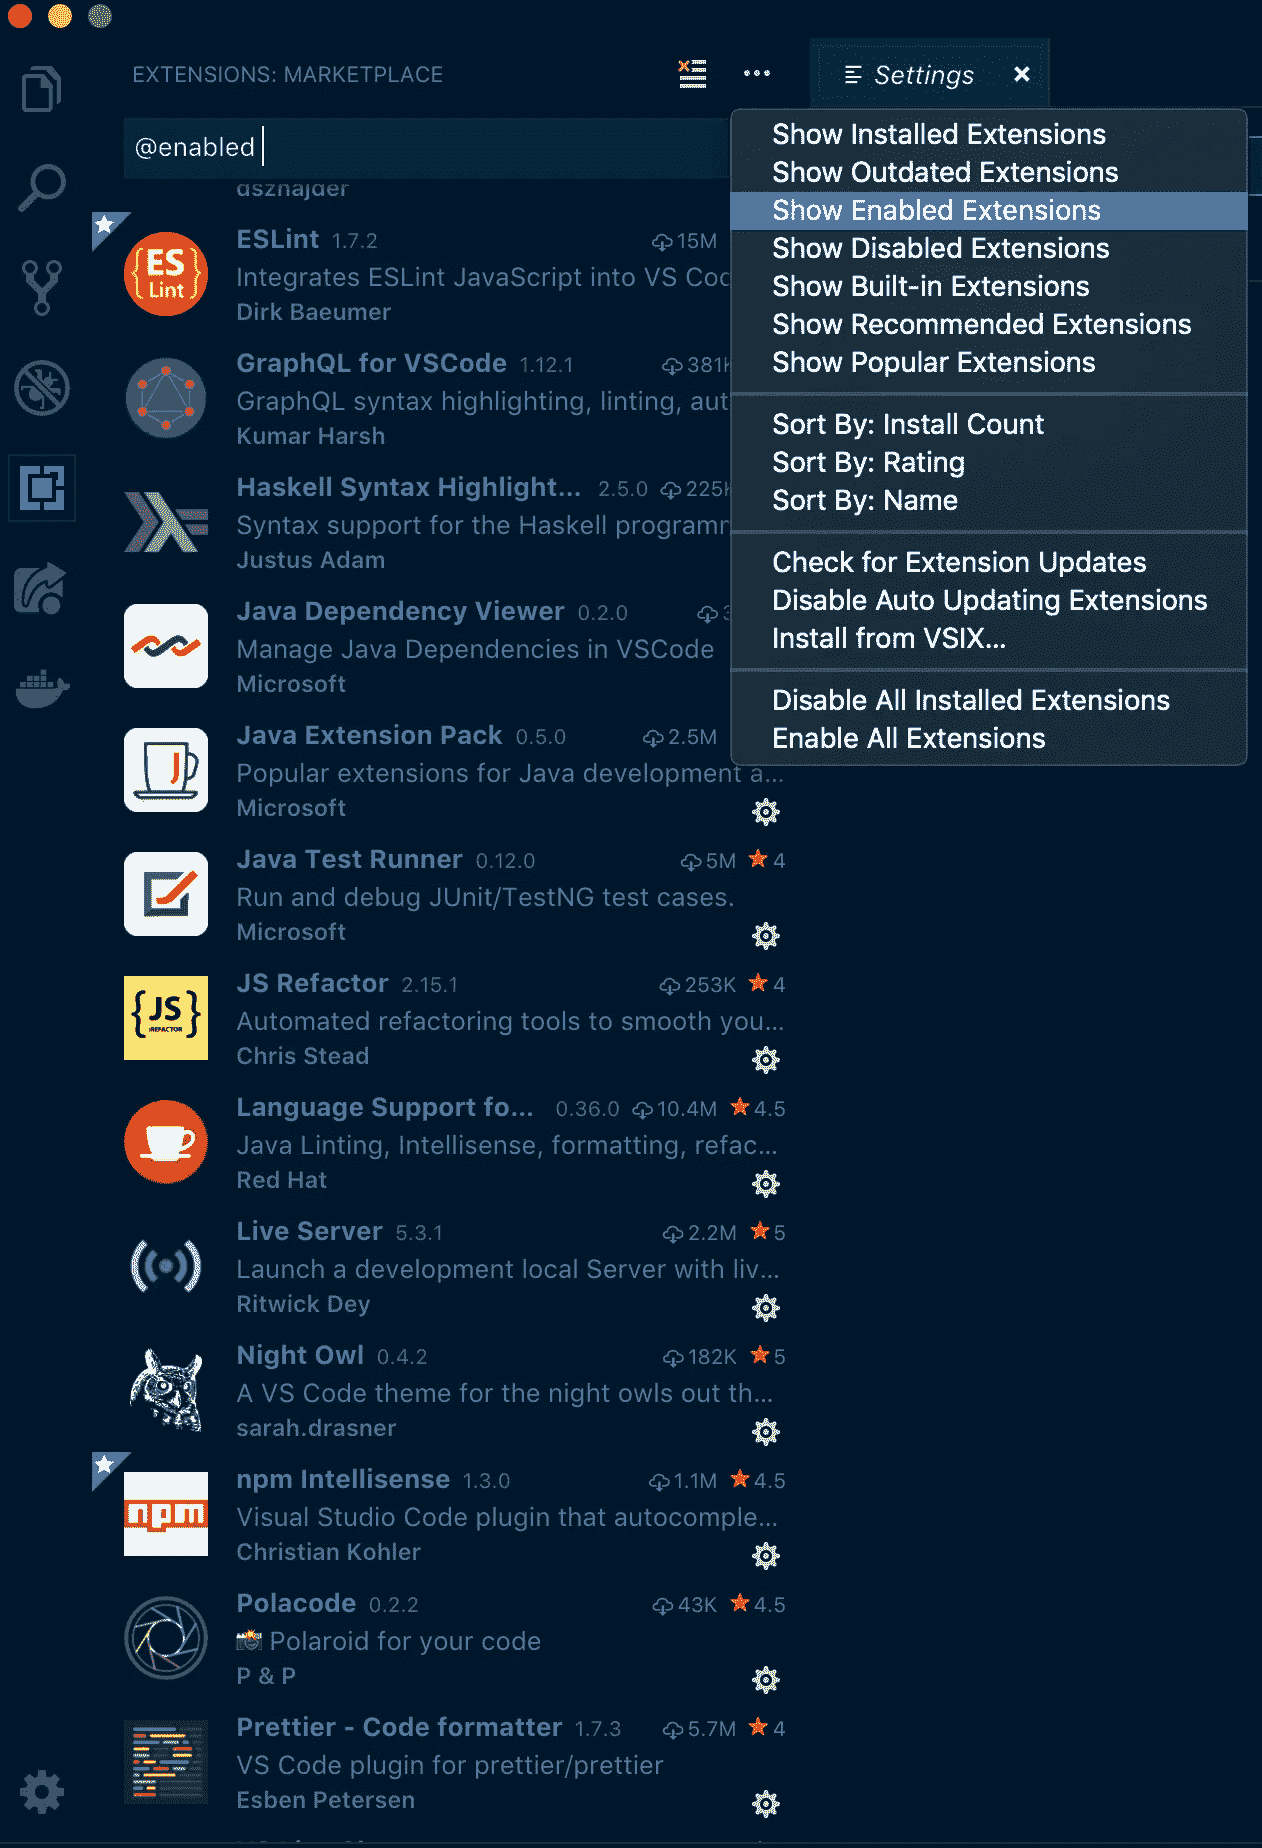 EXTENSIONS: MARKETPLACE
Settings
@enabled
dsznajder
ESLint 1.7.2 15M
Integrates ESLint JavaScript into VS Cod
Dirk Baeumer
GraphQL for VSCode 1.12.1 381K
GraphQL syntax highlighting, linting, aut
Kumar Harsh
Haskell Syntax Highlight... 2.5.0 225K
Syntax support for the Haskell programm
Justus Adam
Java Dependency Viewer 0.2.0 3
Manage Java Dependencies in VSCode
Microsoft
Java Extension Pack 0.5.0 2.5M
Popular extensions for Java development a...
Microsoft
Java Test Runner 0.12.0 5M 4
Run and debug JUnit/TestNG test cases.
Microsoft
JS Refactor 2.15.1 253K 4
Automated refactoring tools to smooth you...
Chris Stead
Language Support fo... 0.36.0 10.4M 4.5
Java Linting, Intellisense, formatting, refac...
Red Hat
Live Server 5.3.1 2.2M 5
Launch a development local Server with liv...
Ritwick Dey
Night Owl 0.4.2 182K 5
A VS Code theme for the night owls out th...
sarah.drasner
npm Intellisense 1.3.0 1.1M 4.5
Visual Studio Code plugin that autocomple...
Christian Kohler
Polacode 0.2.2 43K 4.5
📸 Polaroid for your code
P & P
Prettier - Code formatter 1.7.3 5.7M 4
VS Code plugin for prettier/prettier
Esben Petersen
{ES}
Lint
{JS}
REFACTOR
npm
Show Installed Extensions
Show Outdated Extensions
Show Enabled Extensions
Show Disabled Extensions
Show Built-in Extensions
Show Recommended Extensions
Show Popular Extensions
Sort By: Install Count
Sort By: Rating
Sort By: Name
Check for Extension Updates
Disable Auto Updating Extensions
Install from VSIX...
Disable All Installed Extensions
Enable All Extensions